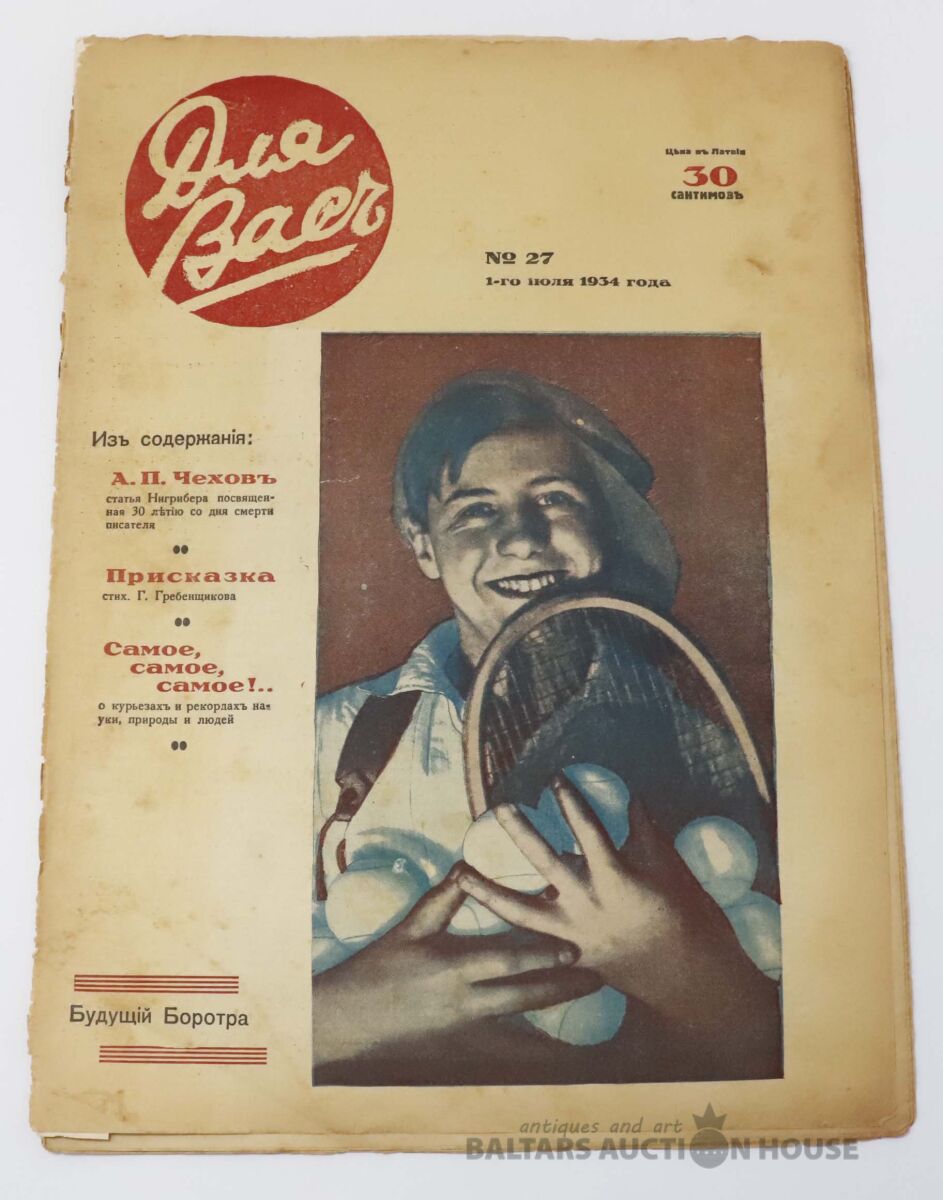 Для
Васъ
Цѣна въ Латвіи
30
сантимовъ
№ 27
1-го июля 1934 года
Изъ содержанія:
А. П. Чеховъ
статья Нигрибера посвящен-
ная 30 лѣтію со дня смерти
писателя
Присказка
стих. Г. Гребенщикова
Самое,
самое,
самое!..
о курьезахъ и рекордахъ на-
уки, природы и людей
Будущій Боротра
antiques and art
BALTARS AUCTION HOUSE